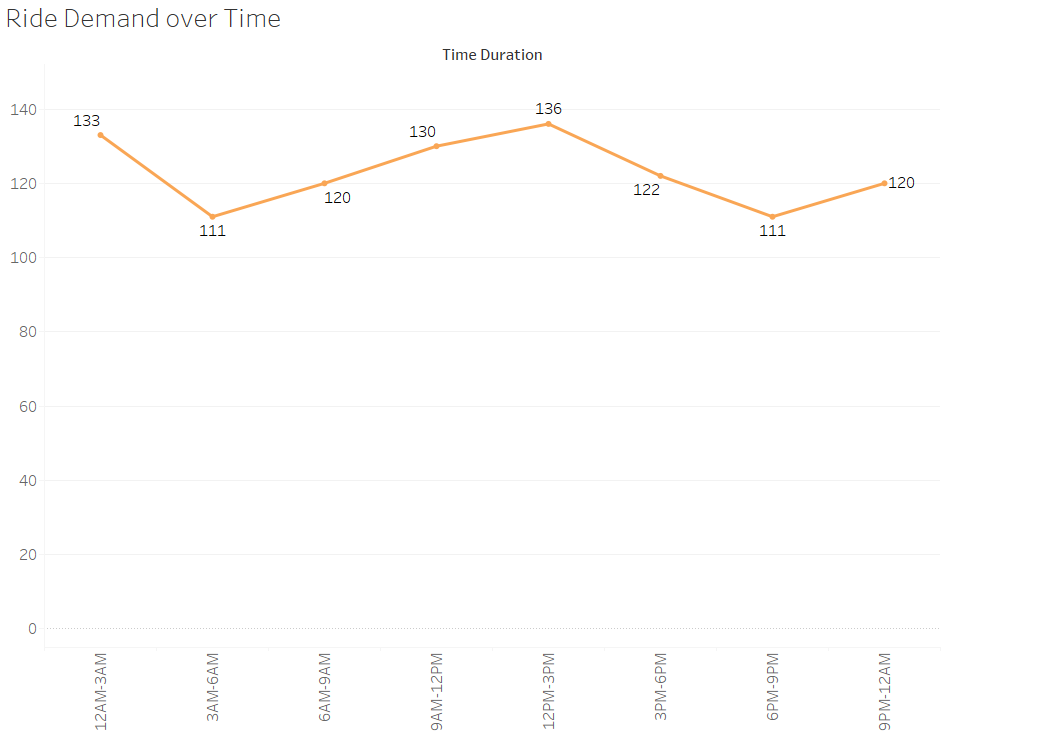 Ride Demand over Time
Time Duration
140
120
100
80
60
40
20
0
133
111
120
130
136
122
111
120
12AM-3AM
3AM-6AM
6AM-9AM
9AM-12PM
12PM-3PM
3PM-6PM
6PM-9PM
9PM-12AM